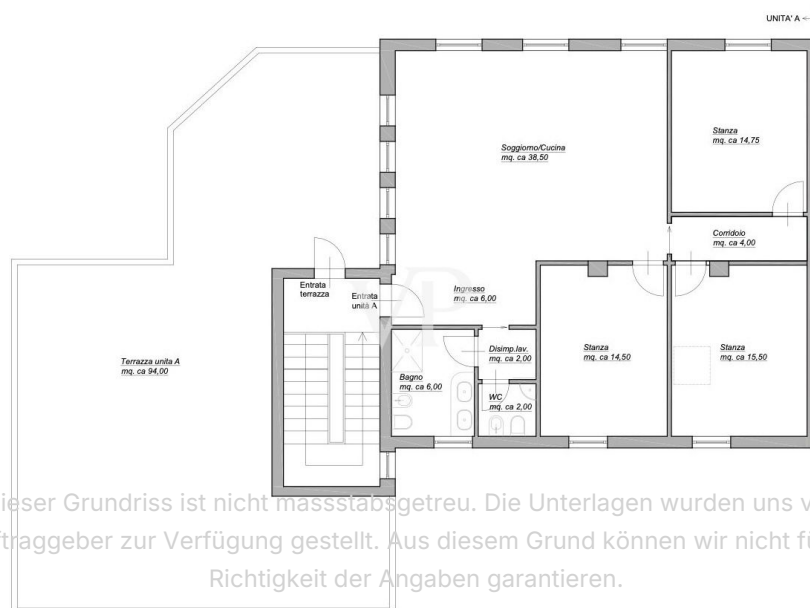 UNITA' A
Stanza
mq. ca 14,75
Soggiorno/Cucina
mq. ca 38,50
Corridoio
mq. ca 4,00
Entrata
terrazza
Entrata
unità A
Ingresso
mq. ca 6,00
Terrazza unita A
mq. ca 94,00
Bagno
mq. ca 6,00
Disimp.lav.
mq. ca 2,00
WC
mq. ca 2,00
Stanza
mq. ca 14,50
Stanza
mq. ca 15,50
VP
ieser Grundriss ist nicht massstabsgetreu. Die Unterlagen wurden uns v
ftraggeber zur Verfügung gestellt. Aus diesem Grund können wir nicht fü
Richtigkeit der Angaben garantieren.